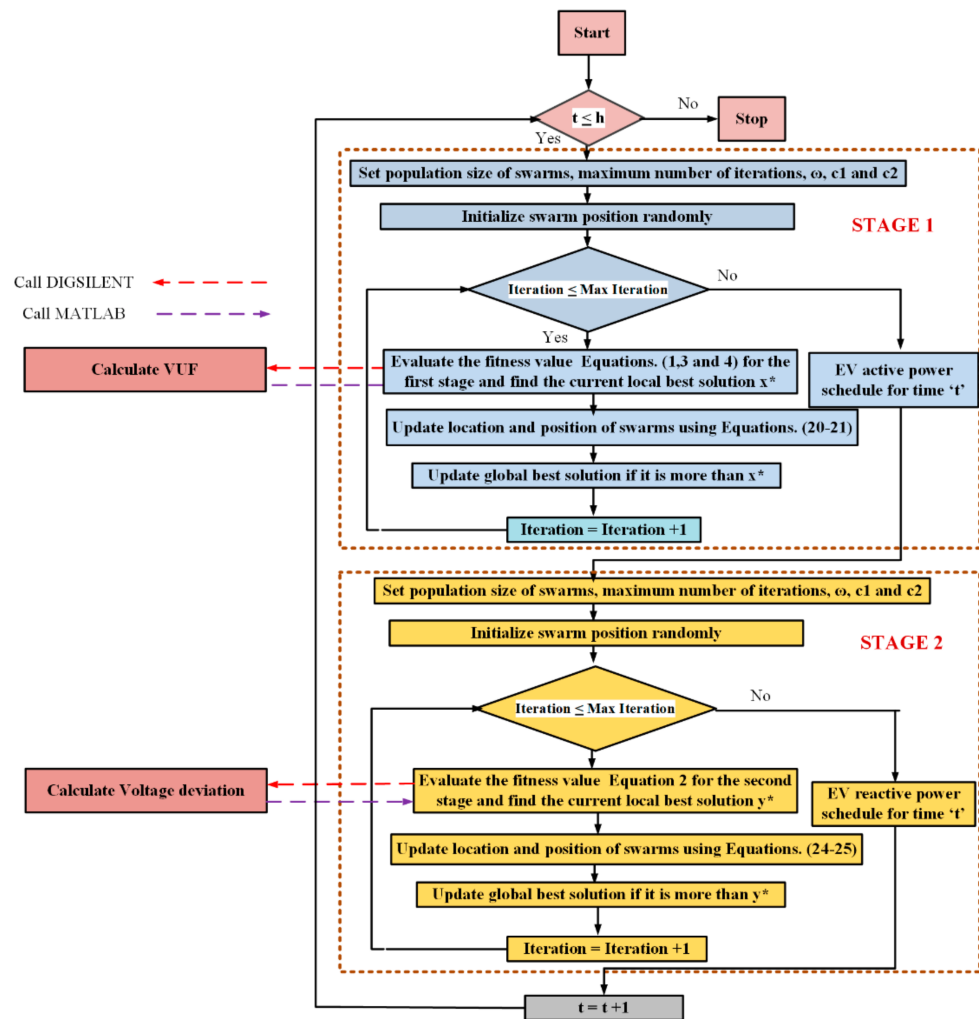 Start
t ≤ h
No
Stop
Yes
Set population size of swarms, maximum number of iterations, ω, c1 and c2
Initialize swarm position randomly
STAGE 1
Iteration ≤ Max Iteration
No
Yes
Call DIGSILENT
Call MATLAB
Calculate VUF
Evaluate the fitness value Equations. (1,3 and 4) for the
first stage and find the current local best solution x*
EV active power
schedule for time ‘t’
Update location and position of swarms using Equations. (20-21)
Update global best solution if it is more than x*
Iteration = Iteration +1
Set population size of swarms, maximum number of iterations, ω, c1 and c2
Initialize swarm position randomly
STAGE 2
Iteration ≤ Max Iteration
No
Calculate Voltage deviation
Evaluate the fitness value Equation 2 for the second
stage and find the current local best solution y*
EV reactive power
schedule for time ‘t’
Update location and position of swarms using Equations. (24-25)
Update global best solution if it is more than y*
Iteration = Iteration +1
t = t +1